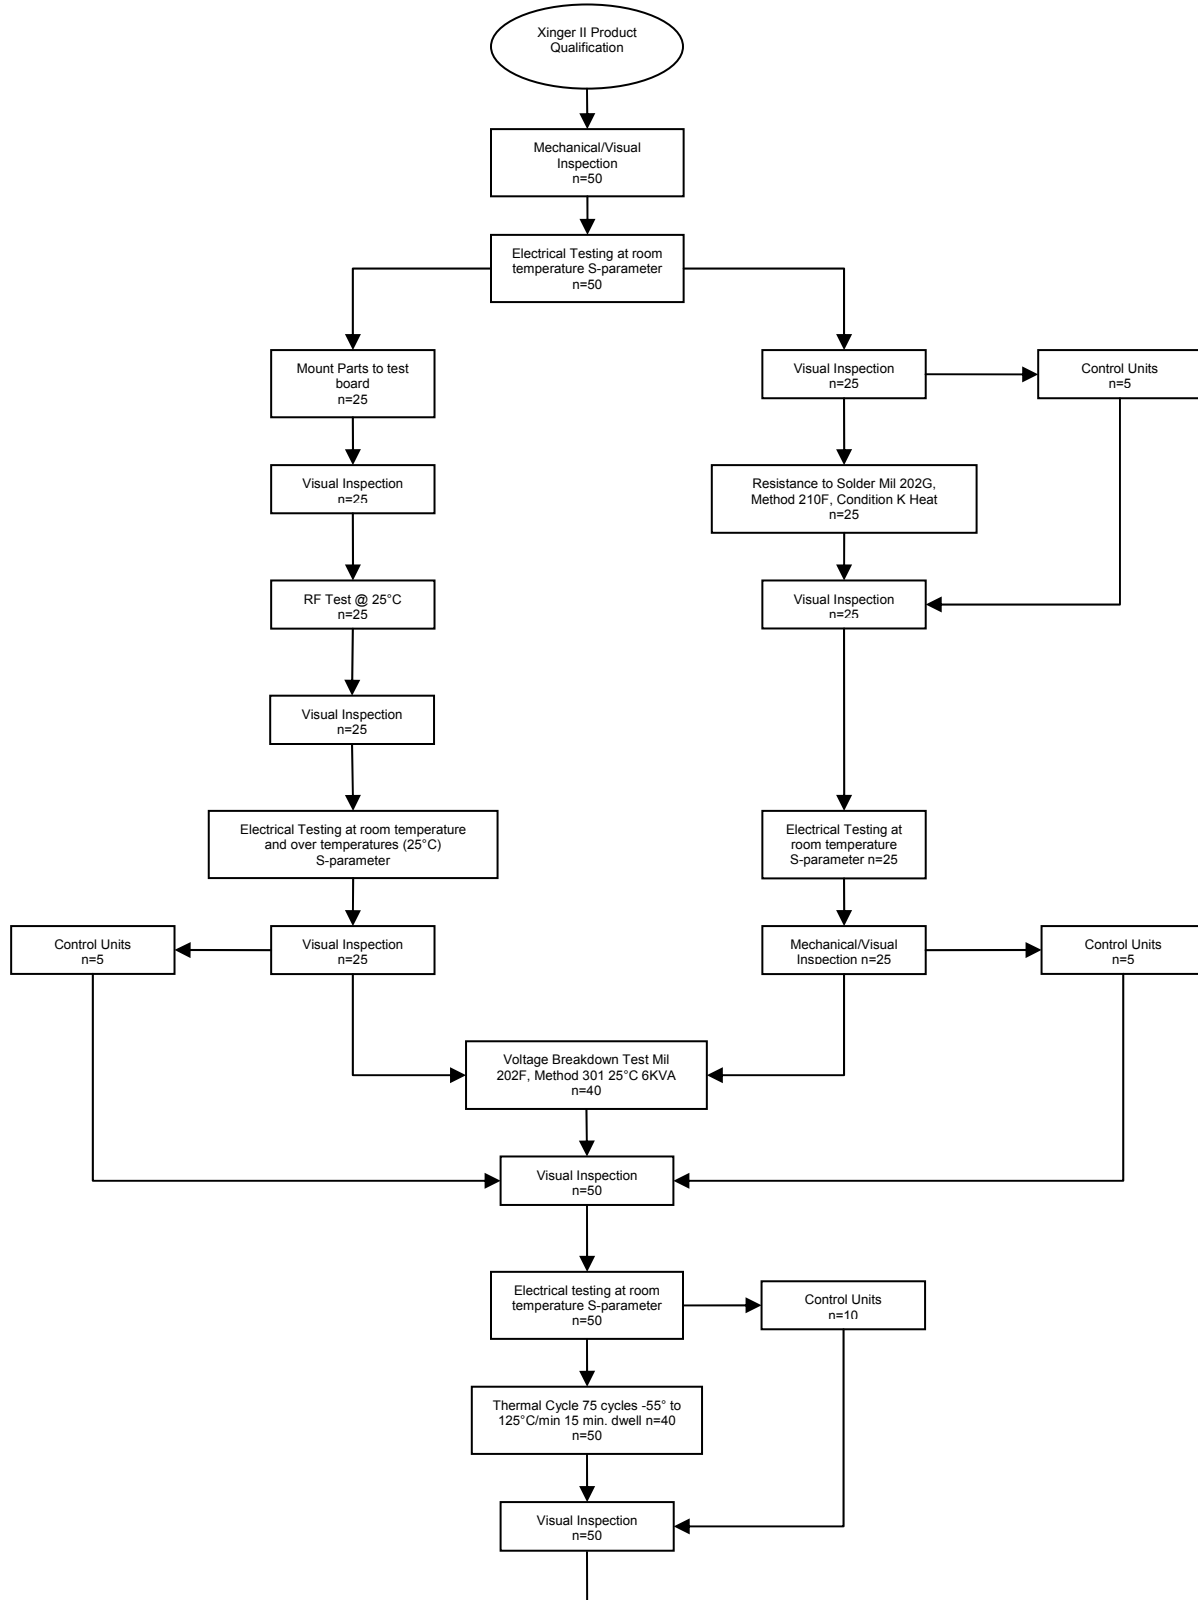 Xinger II Product
Qualification
Mechanical/Visual
Inspection
n=50
Electrical Testing at room
temperature S-parameter
n=50
Mount Parts to test
board
n=25
Visual Inspection
n=25
Control Units
n=5
Visual Inspection
n=25
Resistance to Solder Mil 202G,
Method 210F, Condition K Heat
n=25
RF Test @ 25°C
n=25
Visual Inspection
n=25
Visual Inspection
n=25
Electrical Testing at room temperature
and over temperatures (25°C)
S-parameter
Electrical Testing at
room temperature
S-parameter n=25
Control Units
n=5
Visual Inspection
n=25
Mechanical/Visual
Inspection n=25
Control Units
n=5
Voltage Breakdown Test Mil
202F, Method 301 25°C 6KVA
n=40
Visual Inspection
n=50
Electrical testing at room
temperature S-parameter
n=50
Control Units
n=10
Thermal Cycle 75 cycles -55° to
125°C/min 15 min. dwell n=40
n=50
Visual Inspection
n=50